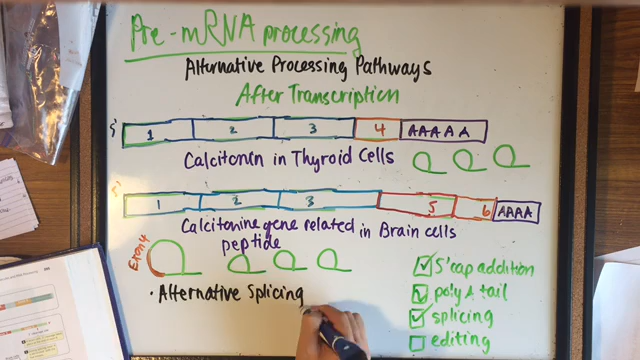 Pre-mRNA processing
Alternative Processing Pathways
After Transcription
5'
1 2 3 4 AAAAA
Calcitonin in Thyroid Cells
5'
1 2 3 5 6 AAAA
Calcitonine gene related in Brain cells
peptide
Exon 4
• Alternative Splicing
5' cap addition
poly A tail
splicing
editing